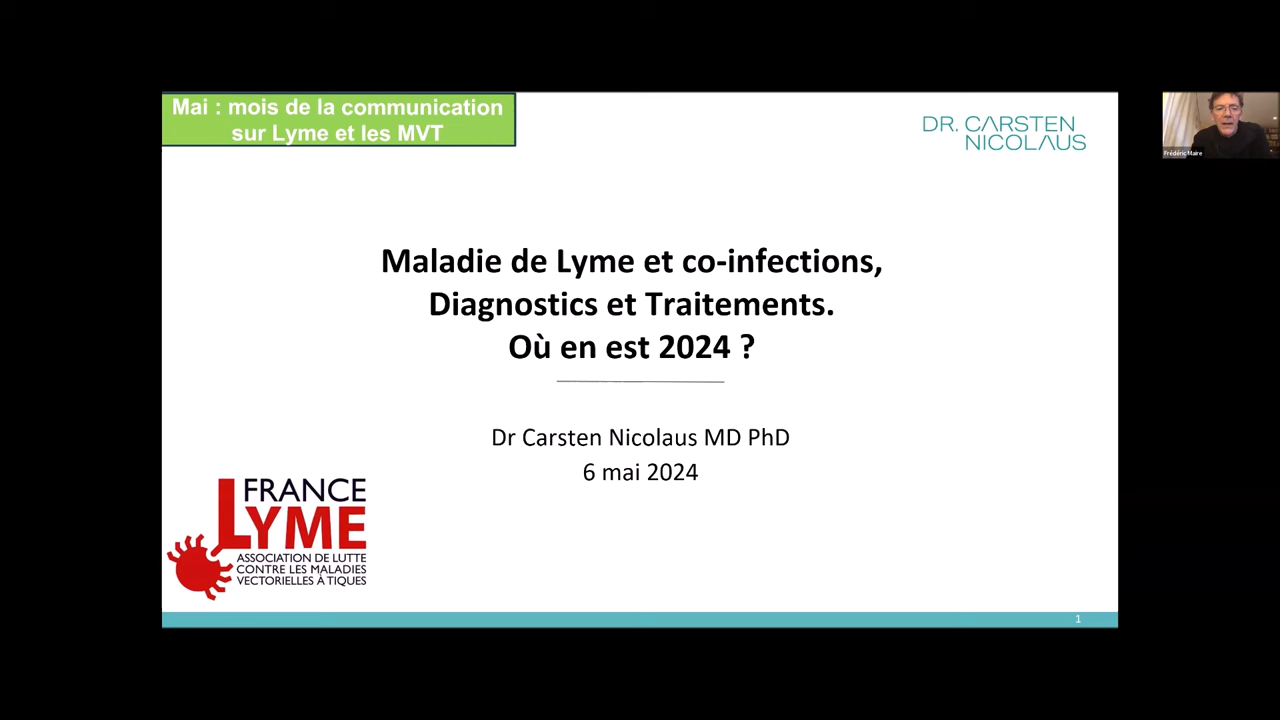 Mai : mois de la communication
sur Lyme et les MVT
DR. CARSTEN
NICOLAUS
Frédéric Maire
Maladie de Lyme et co-infections,
Diagnostics et Traitements.
Où en est 2024 ?
Dr Carsten Nicolaus MD PhD
6 mai 2024
FRANCE
LYME
ASSOCIATION DE LUTTE
CONTRE LES MALADIES
VECTORIELLES À TIQUES
1